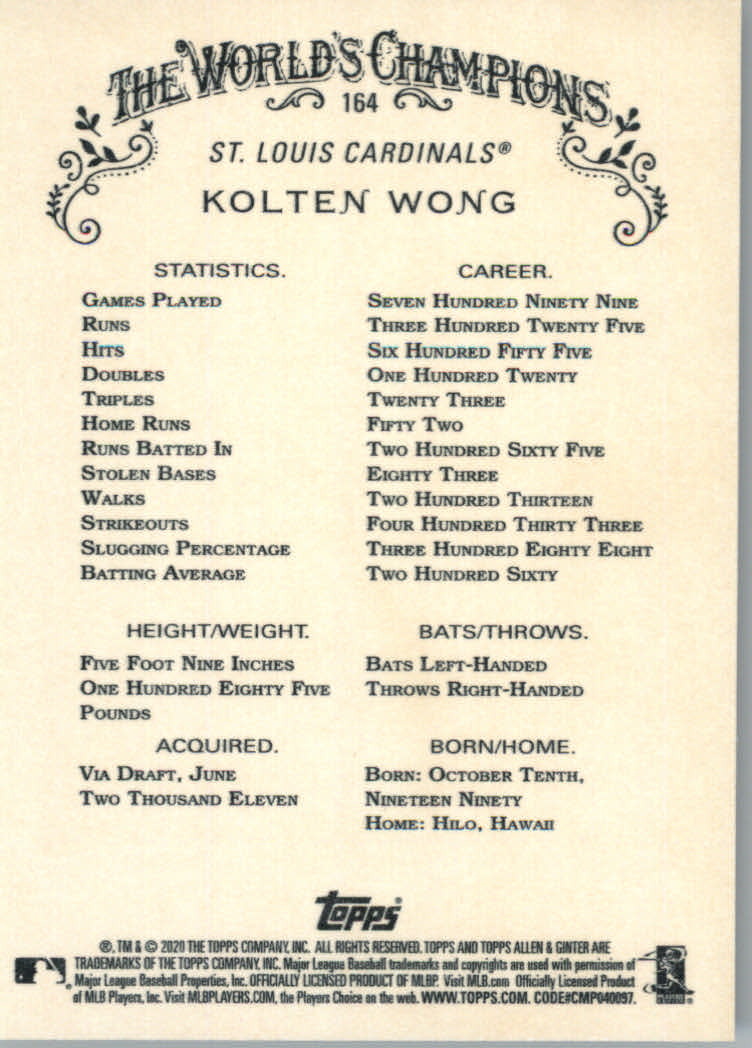 THE WORLD'S CHAMPIONS
164
ST. LOUIS CARDINALS®
KOLTEN WONG
STATISTICS. CAREER.
GAMES PLAYED SEVEN HUNDRED NINETY NINE
RUNS THREE HUNDRED TWENTY FIVE
HITS SIX HUNDRED FIFTY FIVE
DOUBLES ONE HUNDRED TWENTY
TRIPLES TWENTY THREE
HOME RUNS FIFTY TWO
RUNS BATTED IN TWO HUNDRED SIXTY FIVE
STOLEN BASES EIGHTY THREE
WALKS TWO HUNDRED THIRTEEN
STRIKEOUTS FOUR HUNDRED THIRTY THREE
SLUGGING PERCENTAGE THREE HUNDRED EIGHTY EIGHT
BATTING AVERAGE TWO HUNDRED SIXTY
HEIGHT/WEIGHT.
FIVE FOOT NINE INCHES
ONE HUNDRED EIGHTY FIVE
POUNDS
BATS/THROWS.
BATS LEFT-HANDED
THROWS RIGHT-HANDED
ACQUIRED.
VIA DRAFT, JUNE
TWO THOUSAND ELEVEN
BORN/HOME.
BORN: OCTOBER TENTH,
NINETEEN NINETY
HOME: HILO, HAWAII
Topps®
®, TM & © 2020 THE TOPPS COMPANY, INC. ALL RIGHTS RESERVED. TOPPS AND TOPPS ALLEN & GINTER ARE
TRADEMARKS OF THE TOPPS COMPANY, INC. Major League Baseball trademarks and copyrights are used with permission of
Major League Baseball Properties, Inc. OFFICIALLY LICENSED PRODUCT OF MLBP. Visit MLB.com Officially Licensed Product
of MLB Players, Inc. Visit MLBPLAYERS.COM, the Players Choice on the web. WWW.TOPPS.COM. CODE#CMP040097.